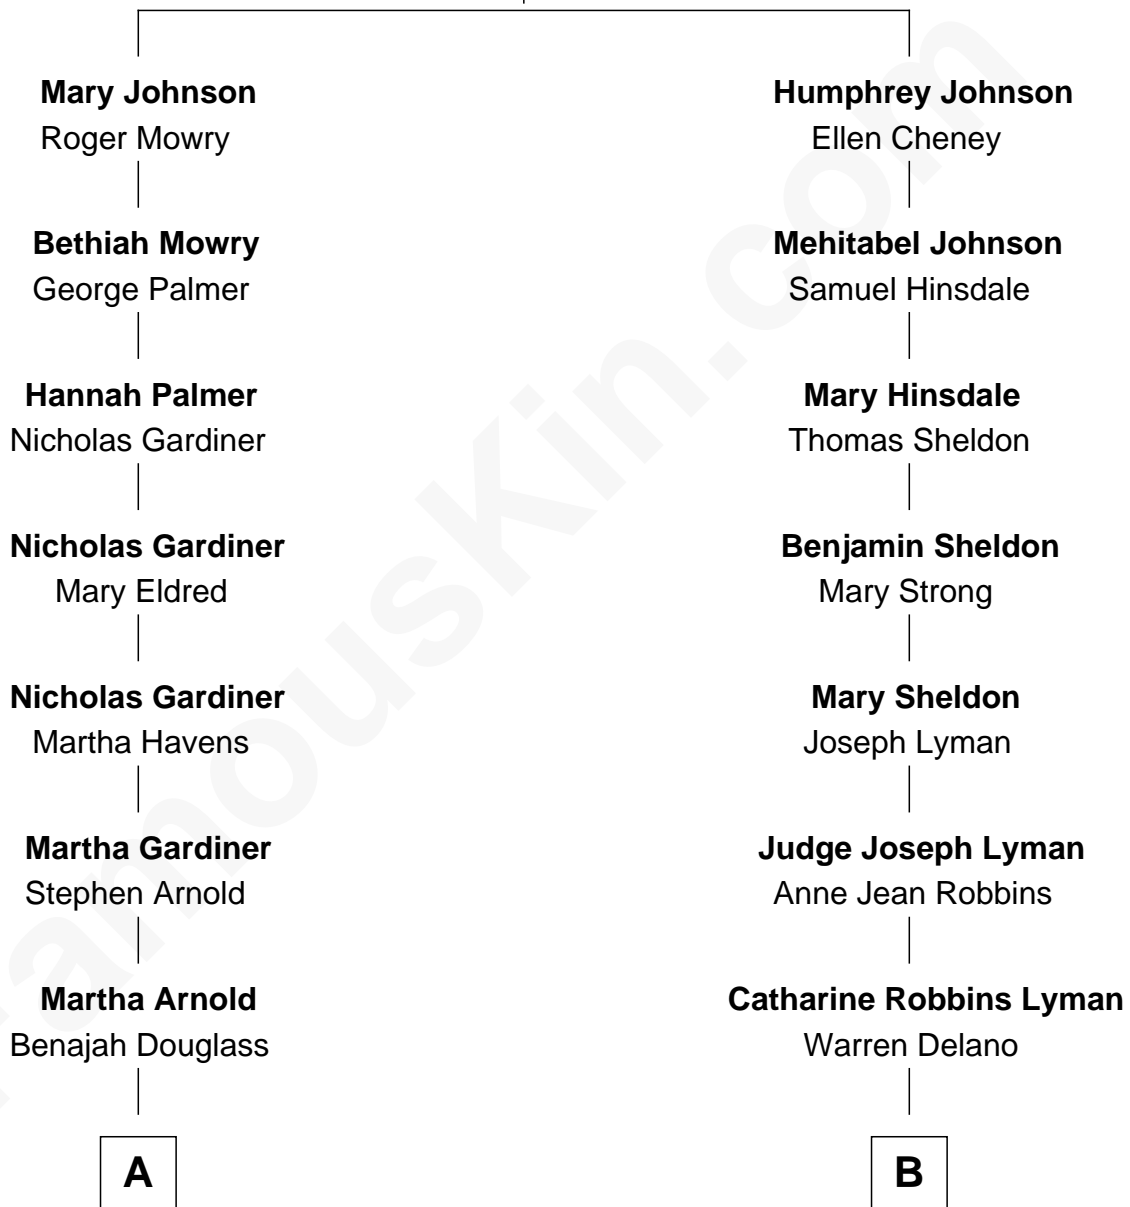 Mary Johnson
Roger Mowry
Humphrey Johnson
Ellen Cheney
Bethiah Mowry
George Palmer
Mehitabel Johnson
Samuel Hinsdale
Hannah Palmer
Nicholas Gardiner
Mary Hinsdale
Thomas Sheldon
Nicholas Gardiner
Mary Eldred
Benjamin Sheldon
Mary Strong
Nicholas Gardiner
Martha Havens
Mary Sheldon
Joseph Lyman
Martha Gardiner
Stephen Arnold
Judge Joseph Lyman
Anne Jean Robbins
Martha Arnold
Benajah Douglass
Catharine Robbins Lyman
Warren Delano
A
B
FamousKin.com